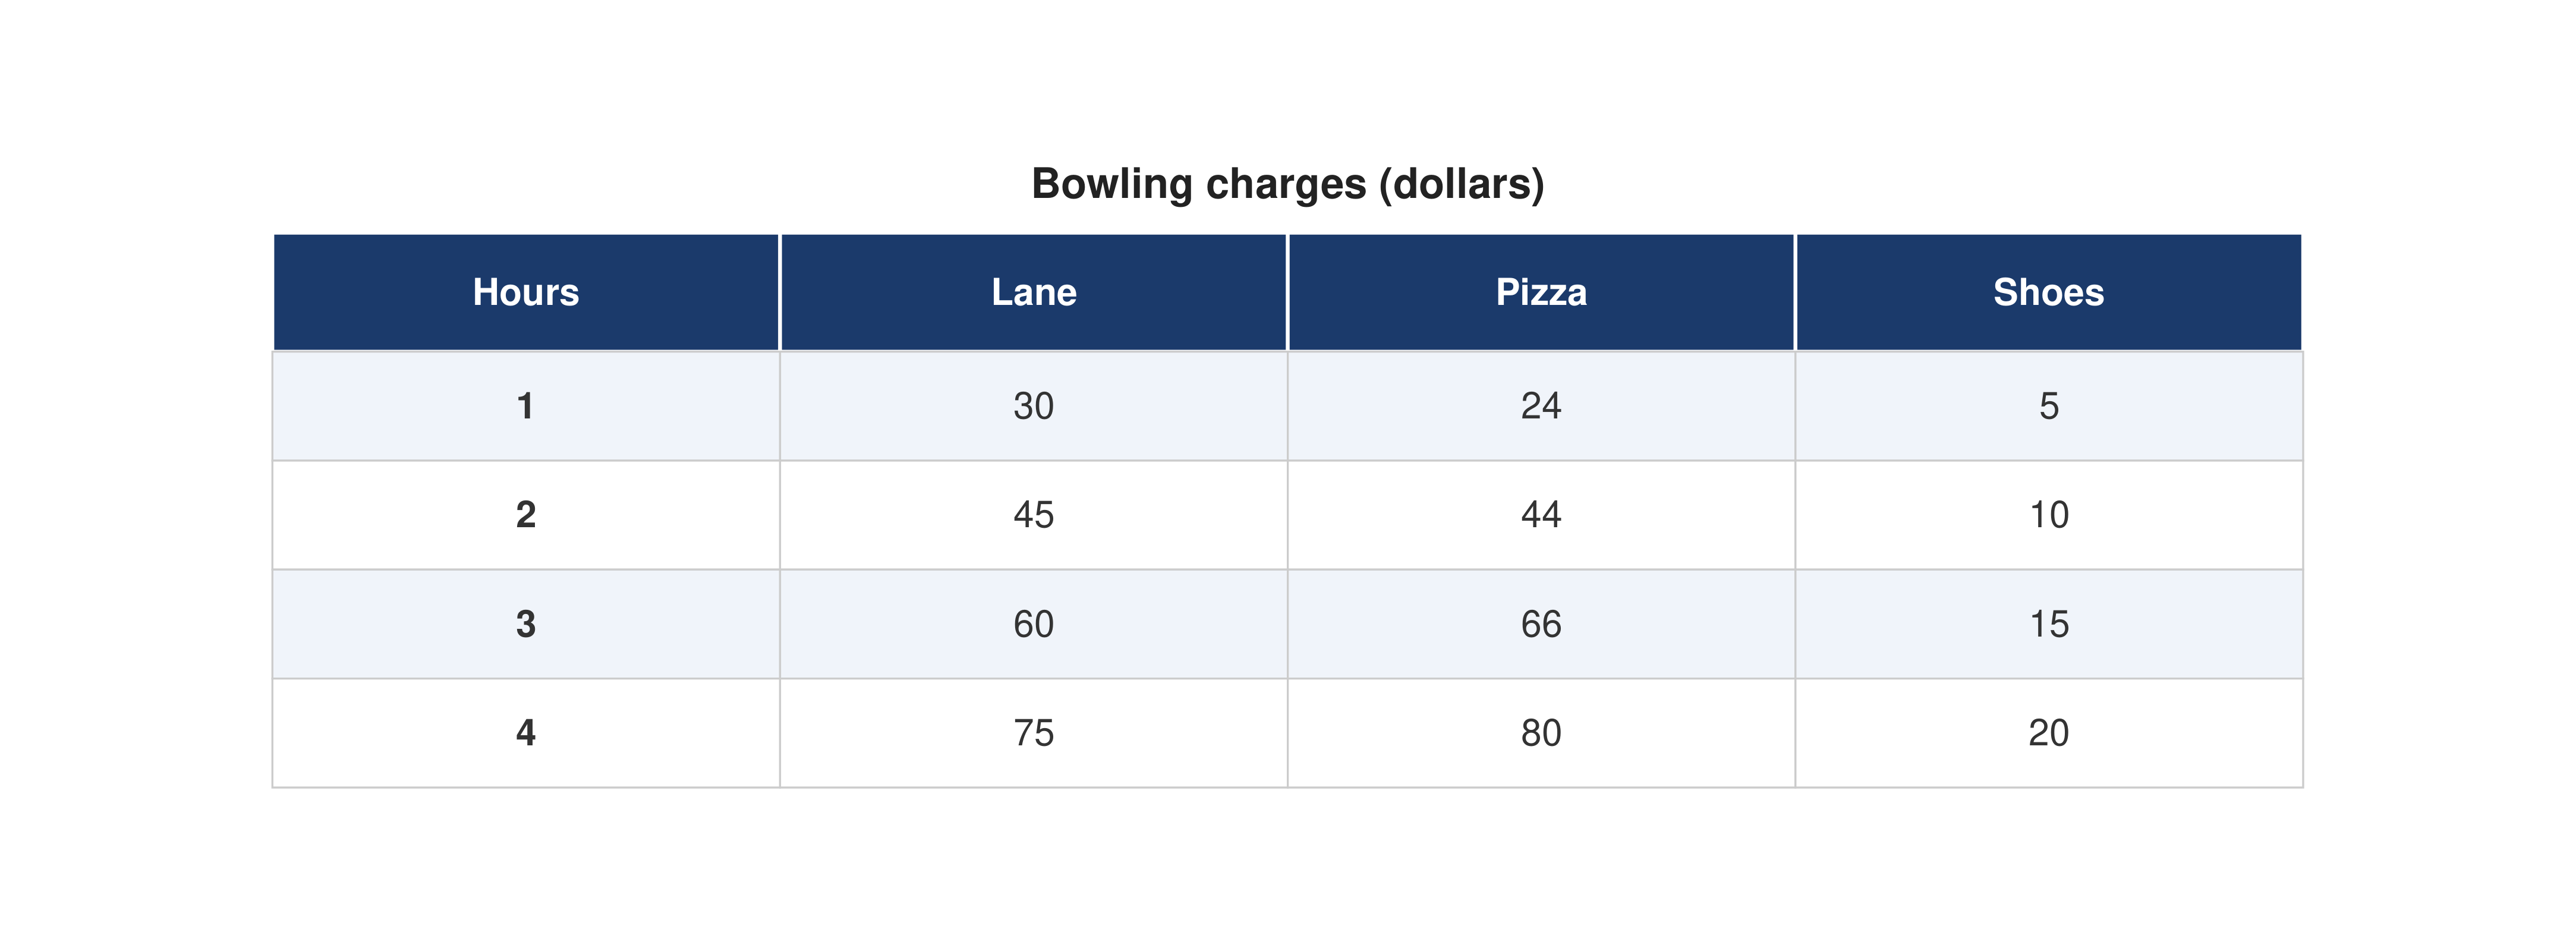 Bowling charges (dollars)
Hours Lane Pizza Shoes
1 30 24 5
2 45 44 10
3 60 66 15
4 75 80 20